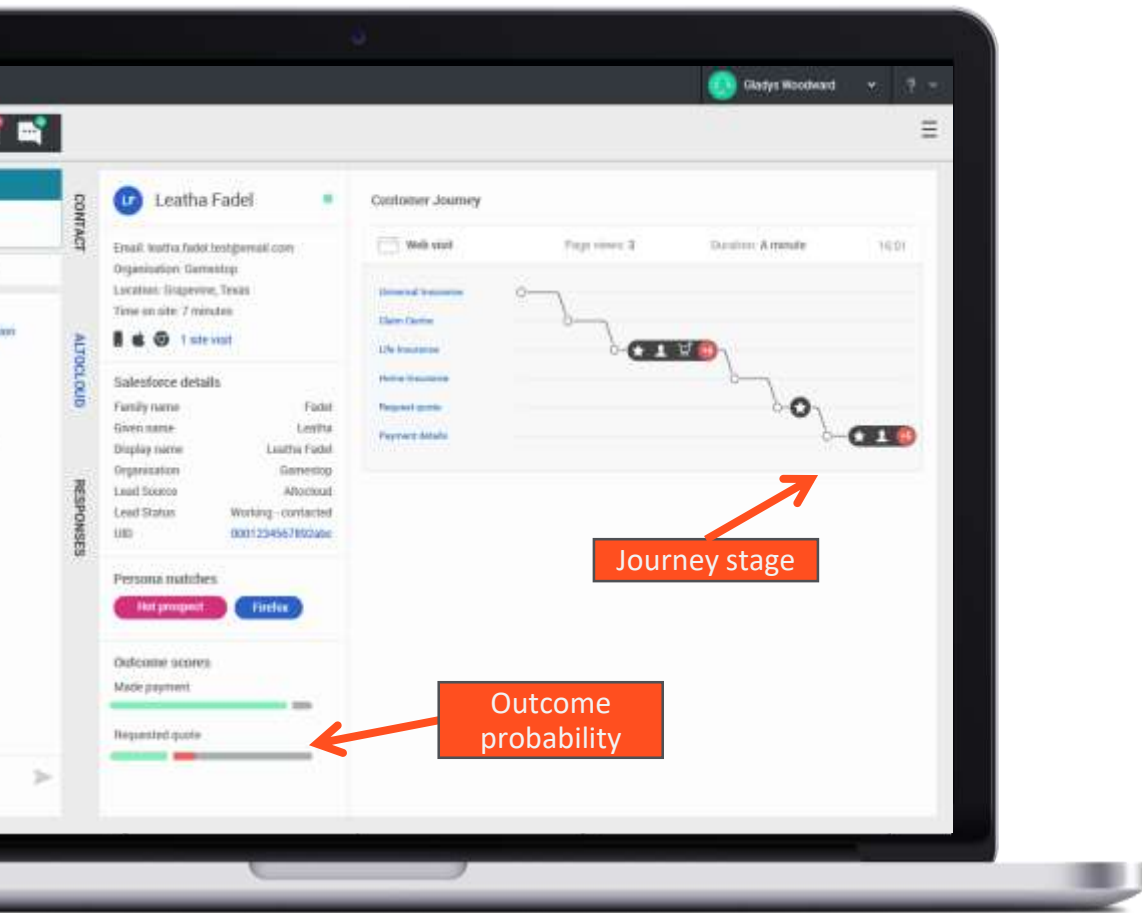 Gladys Woodward
?
CONTACT
ALTOCLOUD
RESPONSES
LF Leatha Fadel
Email: leatha.fadel.test@email.com
Organisation: Gamestop
Location: Grapevine, Texas
Time on site: 7 minutes
1 site visit
Salesforce details
Family name Fadel
Given name Leatha
Display name Leatha Fadel
Organisation Gamestop
Lead Source Altocloud
Lead Status Working - contacted
UID 0001234567892abc
Persona matches
Hot prospect Firefox
Outcome scores
Made payment
Requested quote
Customer Journey
Web visit Page views: 3 Duration: A minute 16:01
Universal Insurance
Claim Centre
Life Insurance
Home Insurance
Request quote
Payment details
Journey stage
Outcome
probability